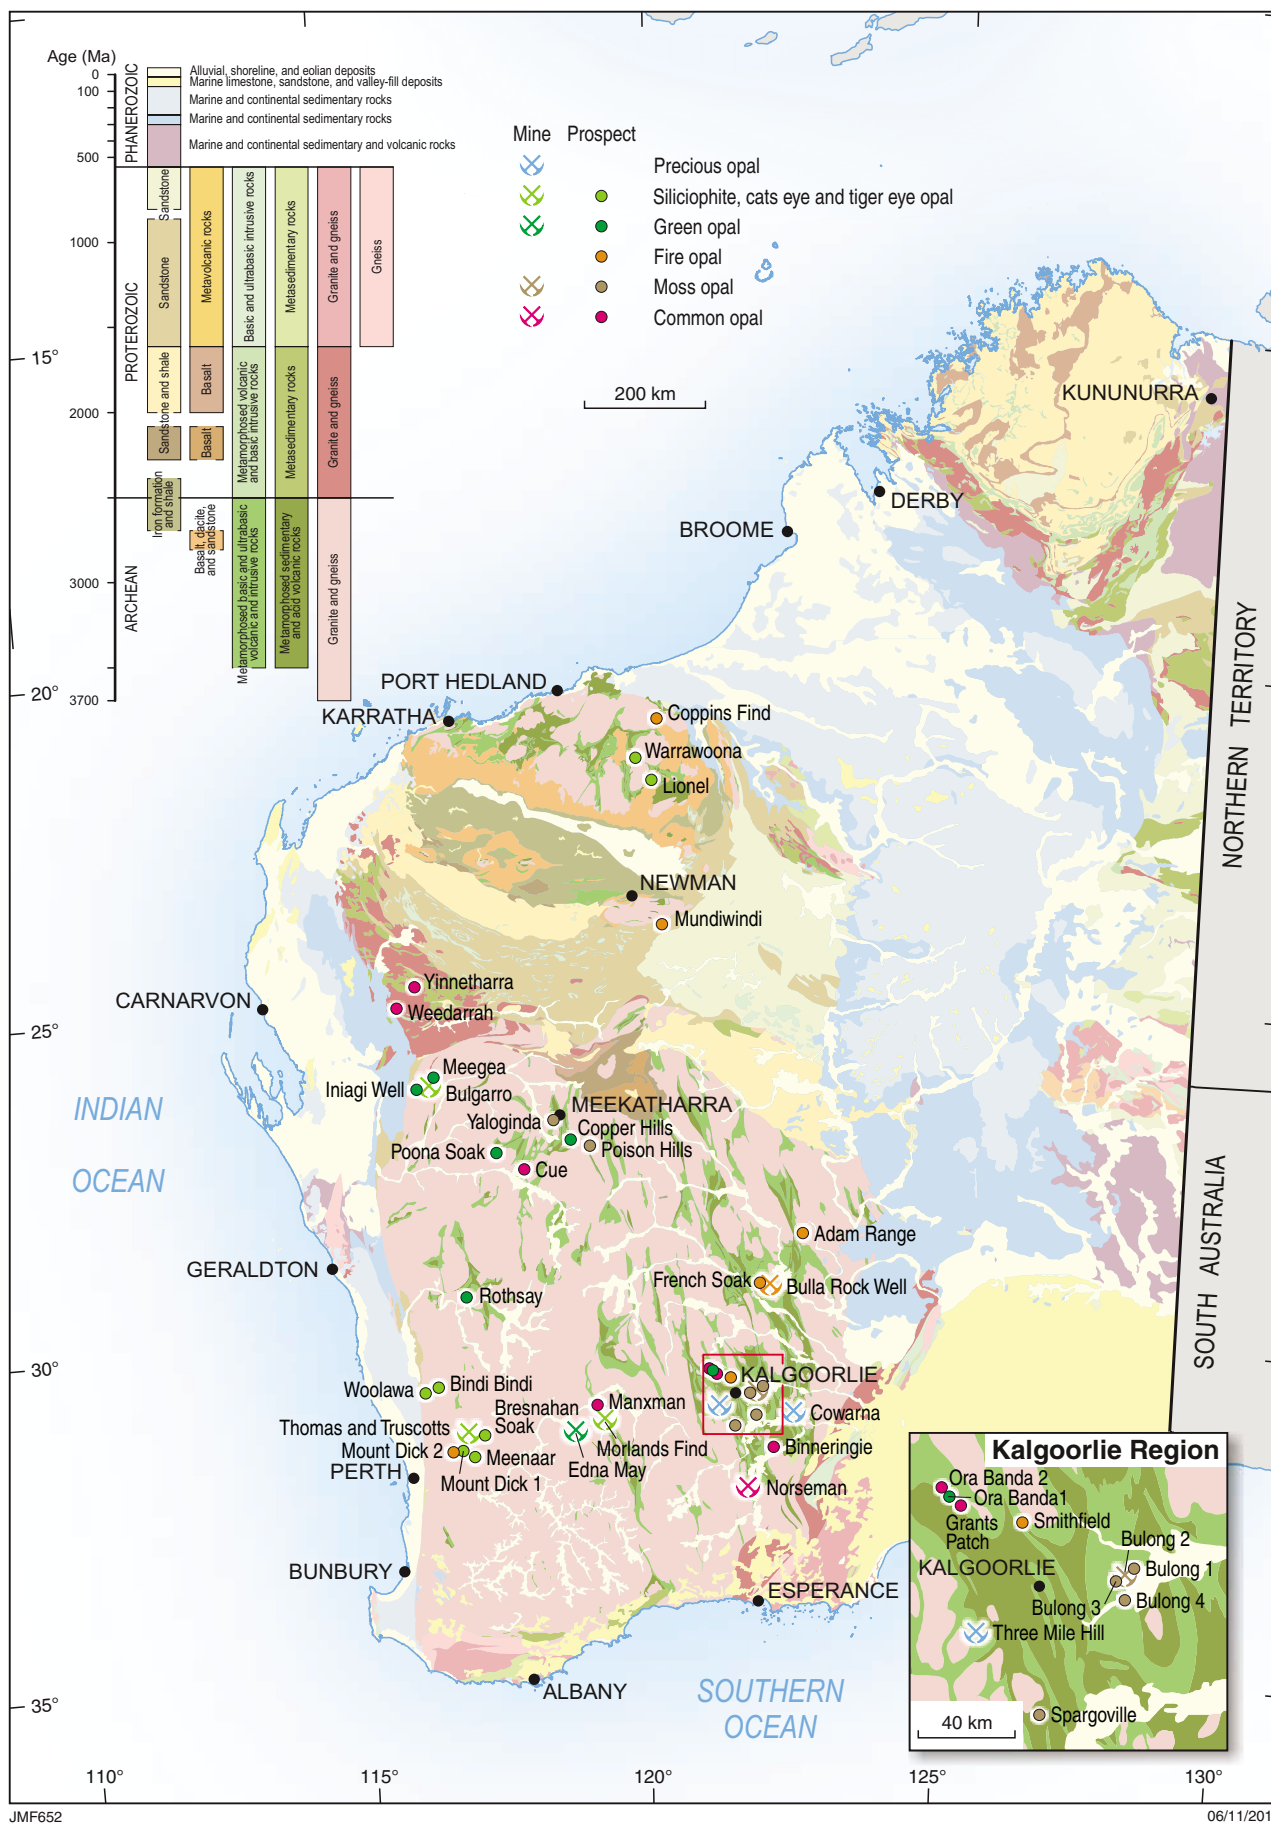 Age (Ma)
0
100
500
1000
2000
3000
3700
PHANEROZOIC
PROTEROZOIC
ARCHEAN
Alluvial, shoreline, and eolian deposits
Marine limestone, sandstone, and valley-fill deposits
Marine and continental sedimentary rocks
Marine and continental sedimentary rocks
Marine and continental sedimentary and volcanic rocks
Sandstone
Sandstone
Sandstone and shale
Sandstone and shale
Iron formation
and shale
Metavolcanic rocks
Basalt
Basalt
Basalt, dacite,
and sandstone
Basic and ultrabasic intrusive rocks
Metamorphosed volcanic
and basic intrusive rocks
Metamorphosed basic and ultrabasic
volcanic and intrusive rocks
Metasedimentary rocks
Metasedimentary rocks
Metamorphosed sedimentary
and acid volcanic rocks
Granite and gneiss
Granite and gneiss
Granite and gneiss
Gneiss
Mine Prospect
Precious opal
Siliciophite, cats eye and tiger eye opal
Green opal
Fire opal
Moss opal
Common opal
200 km
15°
20°
25°
30°
35°
KUNUNURRA
DERBY
BROOME
PORT HEDLAND
KARRATHA
Coppins Find
Warrawoona
Lionel
NEWMAN
Mundiwindi
Yinnetharra
CARNARVON
Weedarrah
Meegea
Iniagi Well
Bulgarro
MEEKATHARRA
Yaloginda
Copper Hills
Poona Soak
Poison Hills
Cue
INDIAN
OCEAN
Adam Range
GERALDTON
French Soak
Bulla Rock Well
Rothsay
KALGOORLIE
Woolawa
Bindi Bindi
Bresnahan
Soak
Manxman
Cowarna
Thomas and Truscotts
Mount Dick 2
Meenaar
Morlands Find
Edna May
Binneringie
PERTH
Mount Dick 1
Norseman
BUNBURY
ESPERANCE
ALBANY
SOUTHERN
OCEAN
NORTHERN TERRITORY
SOUTH AUSTRALIA
Kalgoorlie Region
Ora Banda 2
Ora Banda1
Grants
Patch
Smithfield
Bulong 2
KALGOORLIE
Bulong 1
Bulong 3
Bulong 4
Three Mile Hill
Spargoville
40 km
110°
115°
120°
125°
130°
JMF652
06/11/201